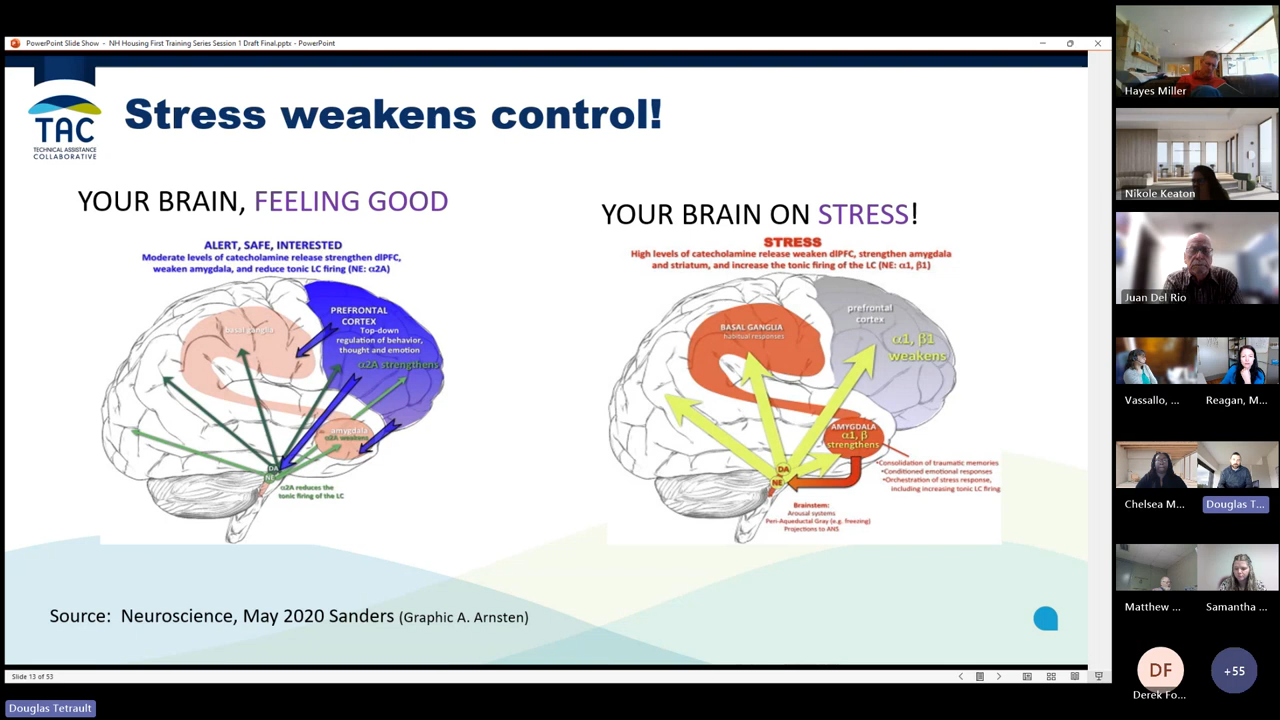 PowerPoint Slide Show - NH Housing First Training Series Session 1 Draft Final.pptx - PowerPoint
TAC
TECHNICAL ASSISTANCE
COLLABORATIVE
Stress weakens control!
YOUR BRAIN, FEELING GOOD
ALERT, SAFE, INTERESTED
Moderate levels of catecholamine release strengthen dlPFC,
weaken amygdala, and reduce tonic LC firing (NE: α2A)
basal ganglia
PREFRONTAL
CORTEX
Top-down
regulation of behavior,
thought and emotion
α2A strengthens
amygdala
α2A weakens
DA
NE
α2A reduces the
tonic firing of the LC
YOUR BRAIN ON STRESS!
STRESS
High levels of catecholamine release weaken dlPFC, strengthen amygdala
and striatum, and increase the tonic firing of the LC (NE: α1, β1)
BASAL GANGLIA
habitual responses
prefrontal
cortex
α1, β1
weakens
AMYGDALA
α1, β
strengthens
DA
NE
•Consolidation of traumatic memories
•Conditioned emotional responses
•Orchestration of stress response,
including increasing tonic LC firing
Brainstem:
Arousal systems
Peri-Aqueductal Gray (e.g. freezing)
Projections to ANS
Source: Neuroscience, May 2020 Sanders (Graphic A. Arnsten)
Slide 13 of 53
Douglas Tetrault
Hayes Miller
Nikole Keaton
Juan Del Rio
Vassallo, ...
Reagan, M...
Chelsea M...
Douglas T...
Matthew ...
Samantha ...
DF
Derek Fo...
+55